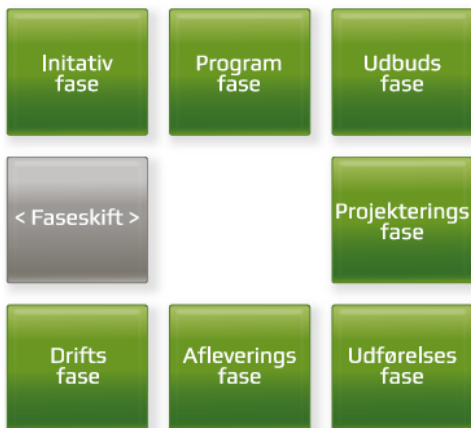 Initativ
fase
Program
fase
Udbuds
fase
< Faseskift >
Projekterings
fase
Drifts
fase
Afleverings
fase
Udførelses
fase